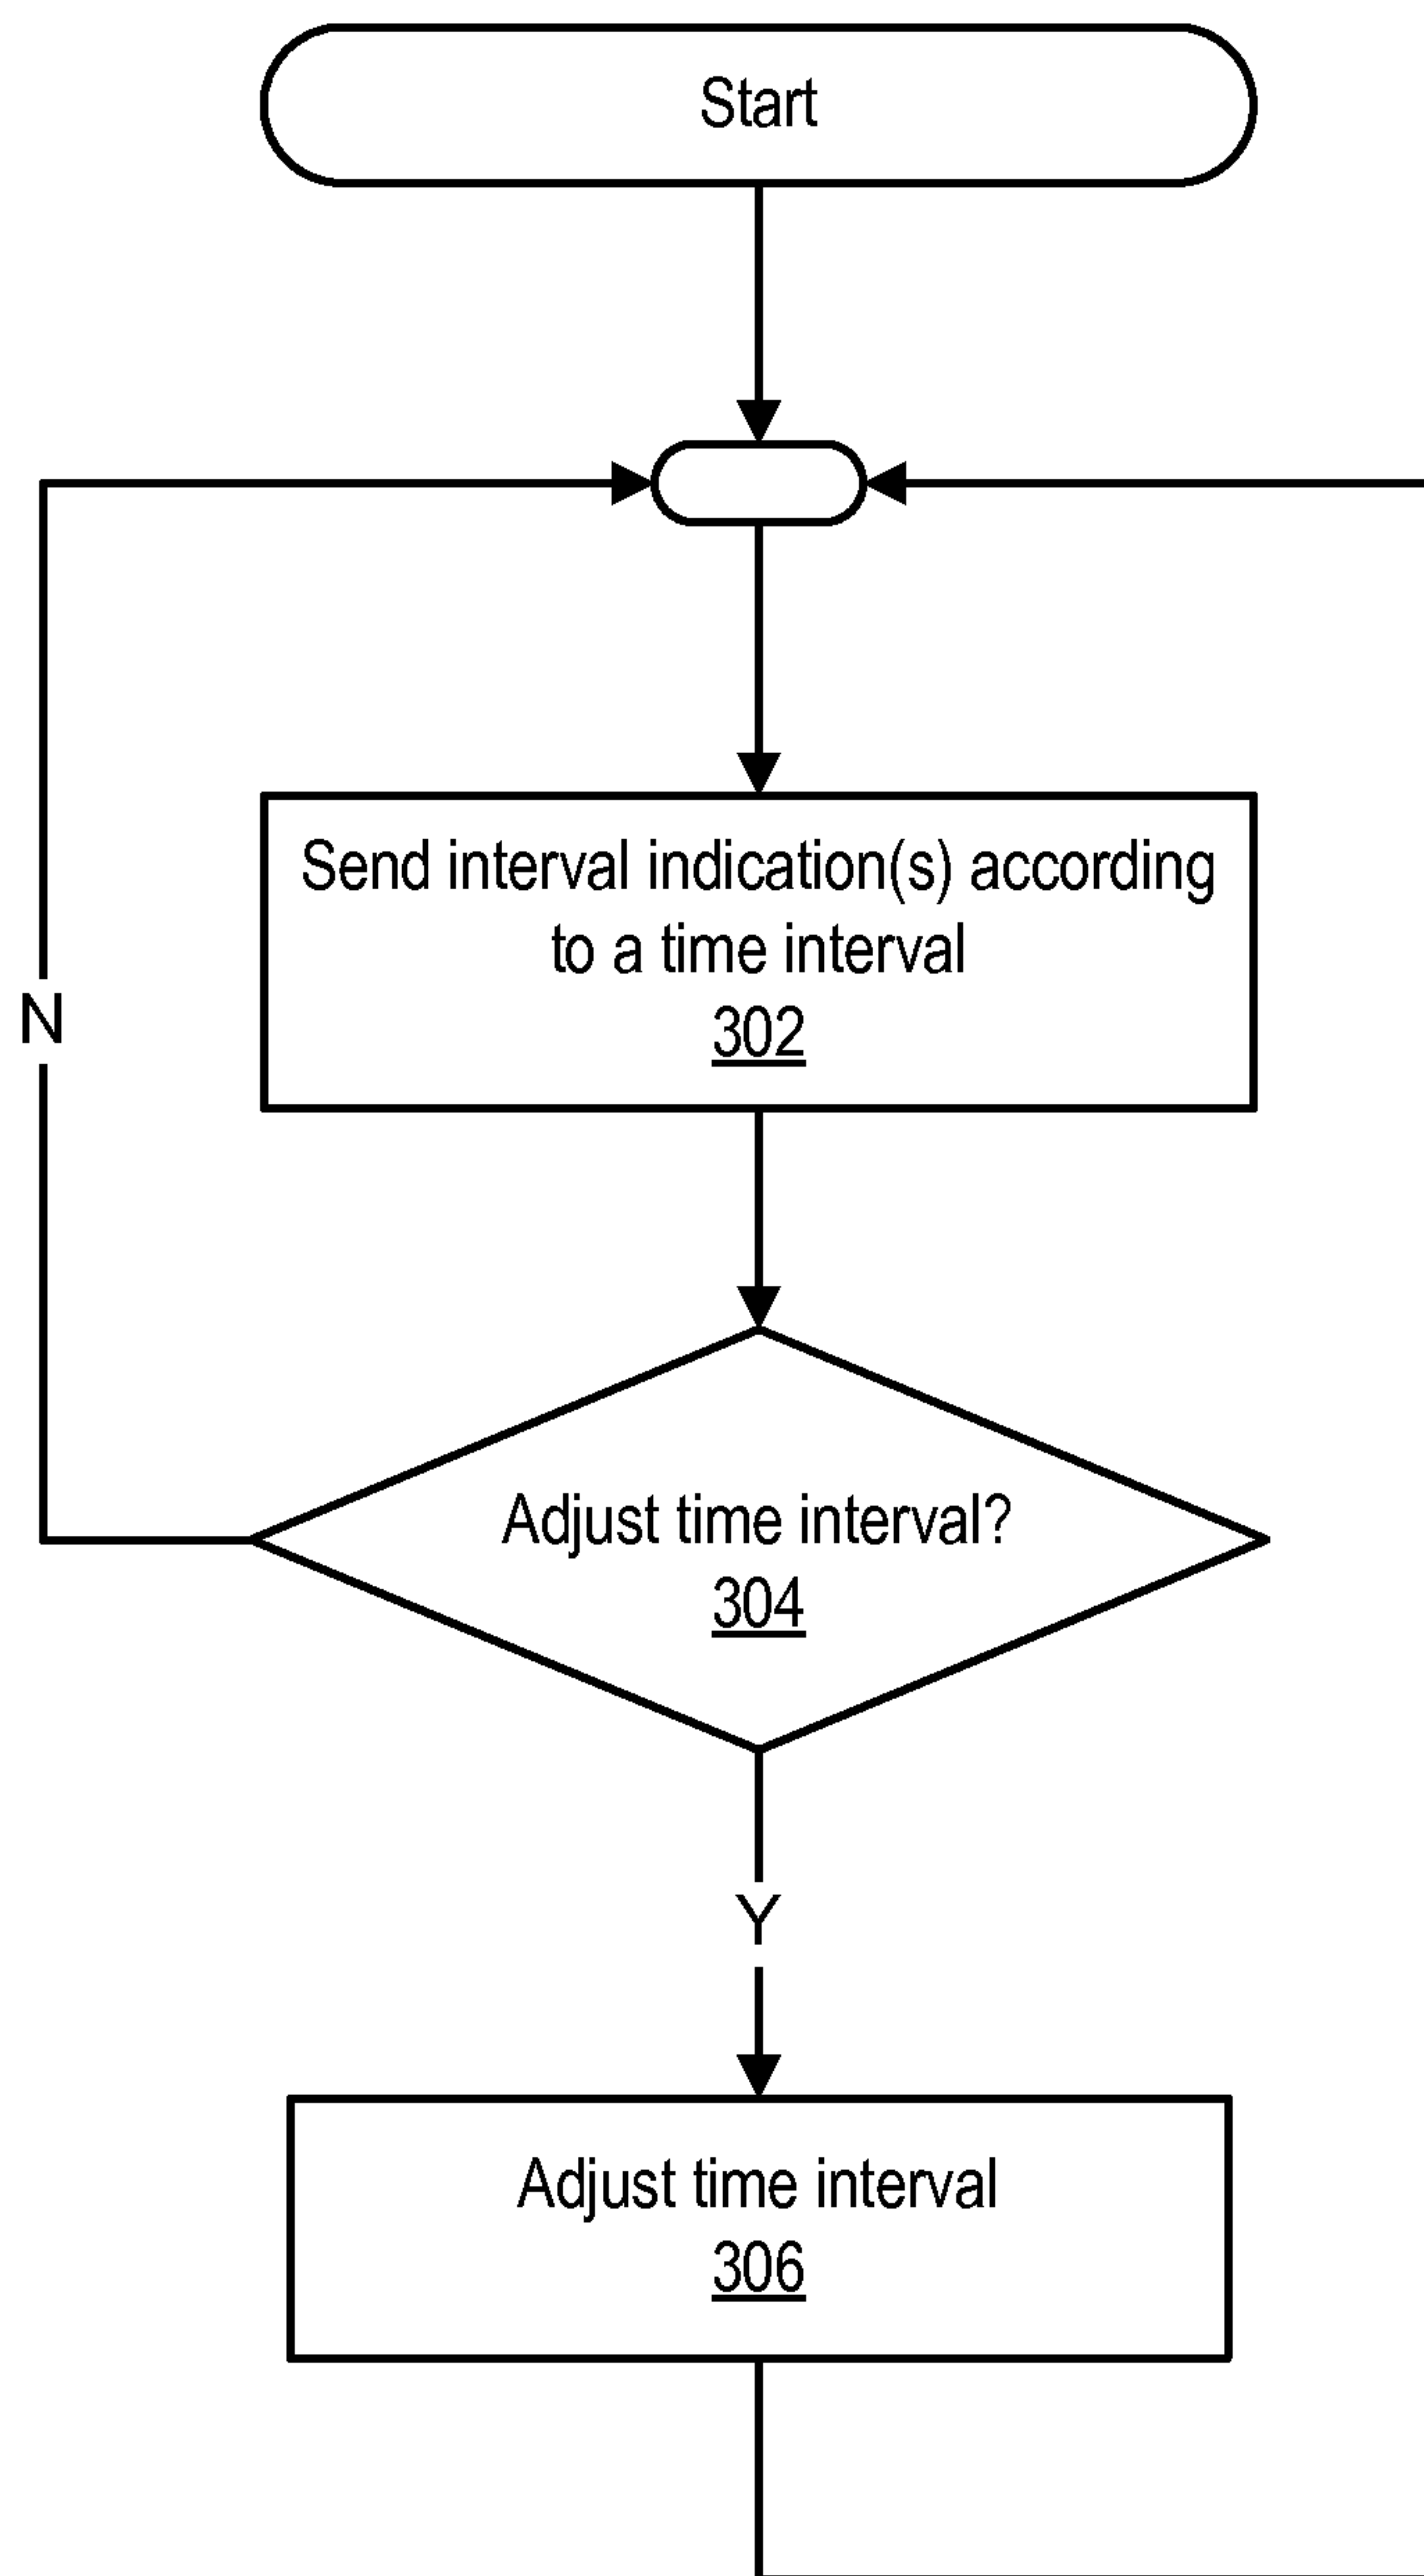 Start
Send interval indication(s) according
to a time interval
302
N
Adjust time interval?
304
Y
Adjust time interval
306